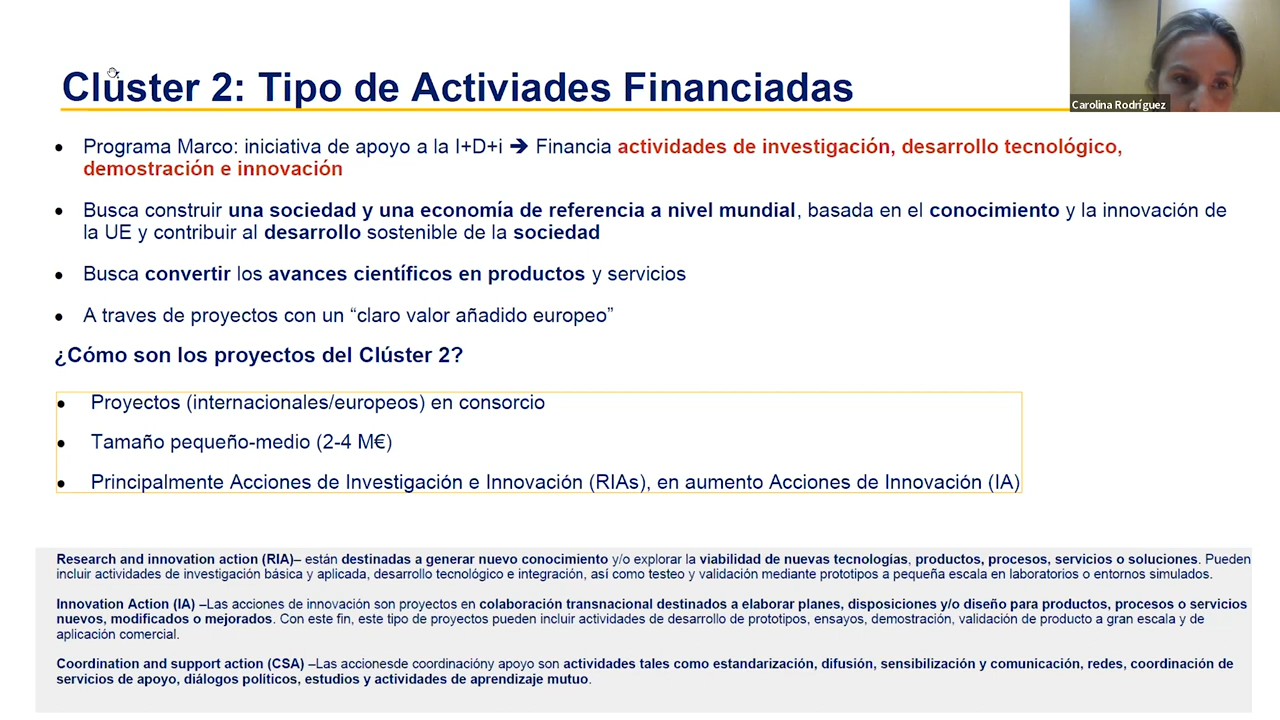 Clúster 2: Tipo de Activiades Financiadas
Carolina Rodríguez
• Programa Marco: iniciativa de apoyo a la I+D+i ➔ Financia actividades de investigación, desarrollo tecnológico,
demostración e innovación
• Busca construir una sociedad y una economía de referencia a nivel mundial, basada en el conocimiento y la innovación de
la UE y contribuir al desarrollo sostenible de la sociedad
• Busca convertir los avances científicos en productos y servicios
• A traves de proyectos con un “claro valor añadido europeo”
¿Cómo son los proyectos del Clúster 2?
• Proyectos (internacionales/europeos) en consorcio
• Tamaño pequeño-medio (2-4 M€)
• Principalmente Acciones de Investigación e Innovación (RIAs), en aumento Acciones de Innovación (IA)
Research and innovation action (RIA)– están destinadas a generar nuevo conocimiento y/o explorar la viabilidad de nuevas tecnologías, productos, procesos, servicios o soluciones. Pueden
incluir actividades de investigación básica y aplicada, desarrollo tecnológico e integración, así como testeo y validación mediante prototipos a pequeña escala en laboratorios o entornos simulados.
Innovation Action (IA) –Las acciones de innovación son proyectos en colaboración transnacional destinados a elaborar planes, disposiciones y/o diseño para productos, procesos o servicios
nuevos, modificados o mejorados. Con este fin, este tipo de proyectos pueden incluir actividades de desarrollo de prototipos, ensayos, demostración, validación de producto a gran escala y de
aplicación comercial.
Coordination and support action (CSA) –Las accionesde coordinacióny apoyo son actividades tales como estandarización, difusión, sensibilización y comunicación, redes, coordinación de
servicios de apoyo, diálogos políticos, estudios y actividades de aprendizaje mutuo.